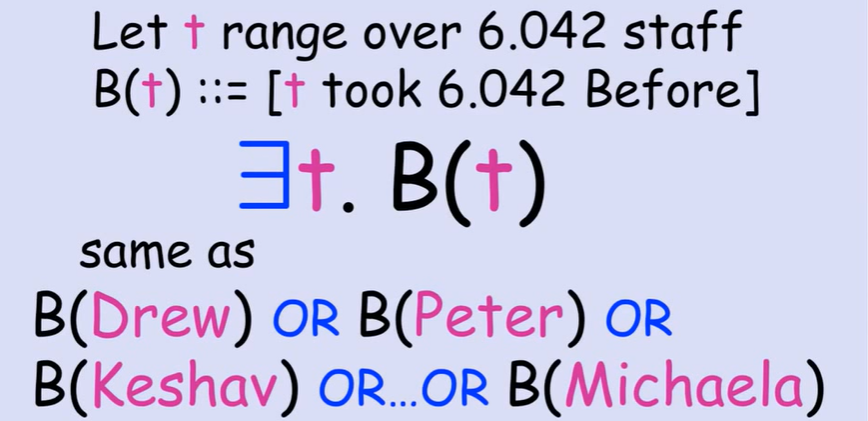 Let t range over 6.042 staff
B(t) ::= [t took 6.042 Before]
∃t. B(t)
same as
B(Drew) OR B(Peter) OR
B(Keshav) OR...OR B(Michaela)